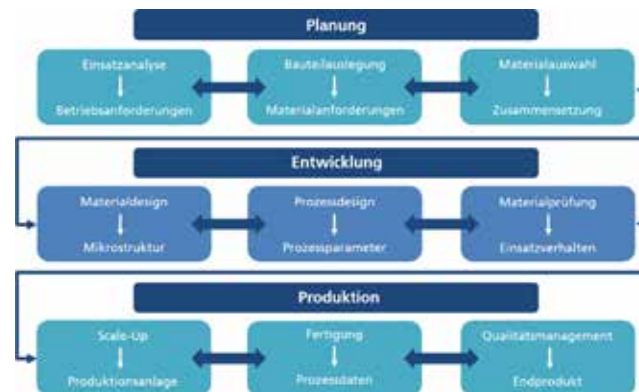 Planung
Einsatzanalyse
Betriebsanforderungen
Bauteilauslegung
Materialanforderungen
Materialauswahl
Zusammensetzung
Entwicklung
Materialdesign
Mikrostruktur
Prozessdesign
Prozessparameter
Materialprüfung
Einsatzverhalten
Produktion
Scale-Up
Produktionsanlage
Fertigung
Prozessdaten
Qualitätsmanagement
Endprodukt